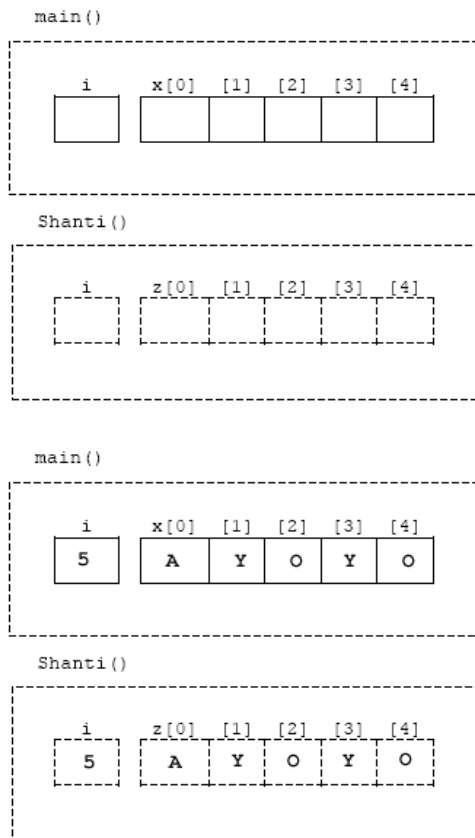 main()
i x[0] [1] [2] [3] [4]
Shanti()
i z[0] [1] [2] [3] [4]
main()
i x[0] [1] [2] [3] [4]
5 A Y O Y O
Shanti()
i z[0] [1] [2] [3] [4]
5 A Y O Y O